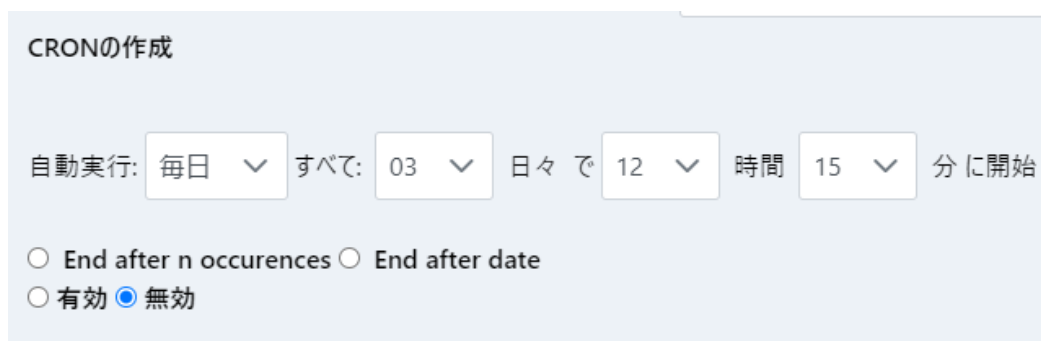 CRONの作成
自動実行: 毎日 すべて: 03 日々 で 12 時間 15 分 に開始
End after n occurences End after date
有効 無効